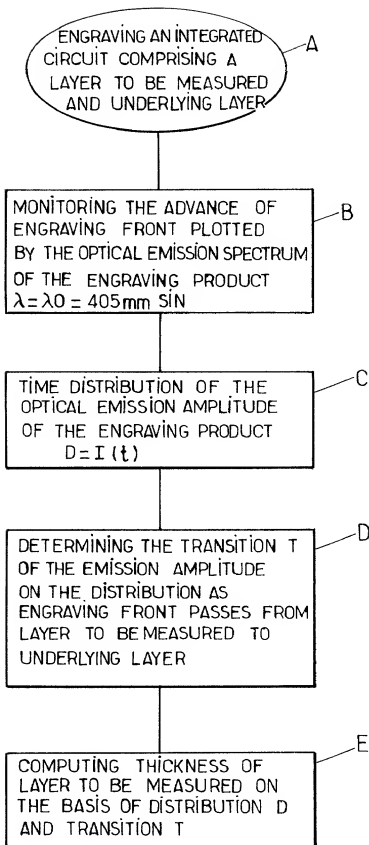 ENGRAVING AN INTEGRATED
CIRCUIT COMPRISING A
LAYER TO BE MEASURED
AND UNDERLYING LAYER
A
MONITORING THE ADVANCE OF
ENGRAVING FRONT PLOTTED
BY THE OPTICAL EMISSION SPECTRUM
OF THE ENGRAVING PRODUCT
λ=λ0=405mm SIN
B
TIME DISTRIBUTION OF THE
OPTICAL EMISSION AMPLITUDE
OF THE ENGRAVING PRODUCT
D=I(t)
C
DETERMINING THE TRANSITION T
OF THE EMISSION AMPLITUDE
ON THE DISTRIBUTION AS
ENGRAVING FRONT PASSES FROM
LAYER TO BE MEASURED TO
UNDERLYING LAYER
D
COMPUTING THICKNESS OF
LAYER TO BE MEASURED ON
THE BASIS OF DISTRIBUTION D
AND TRANSITION T
E